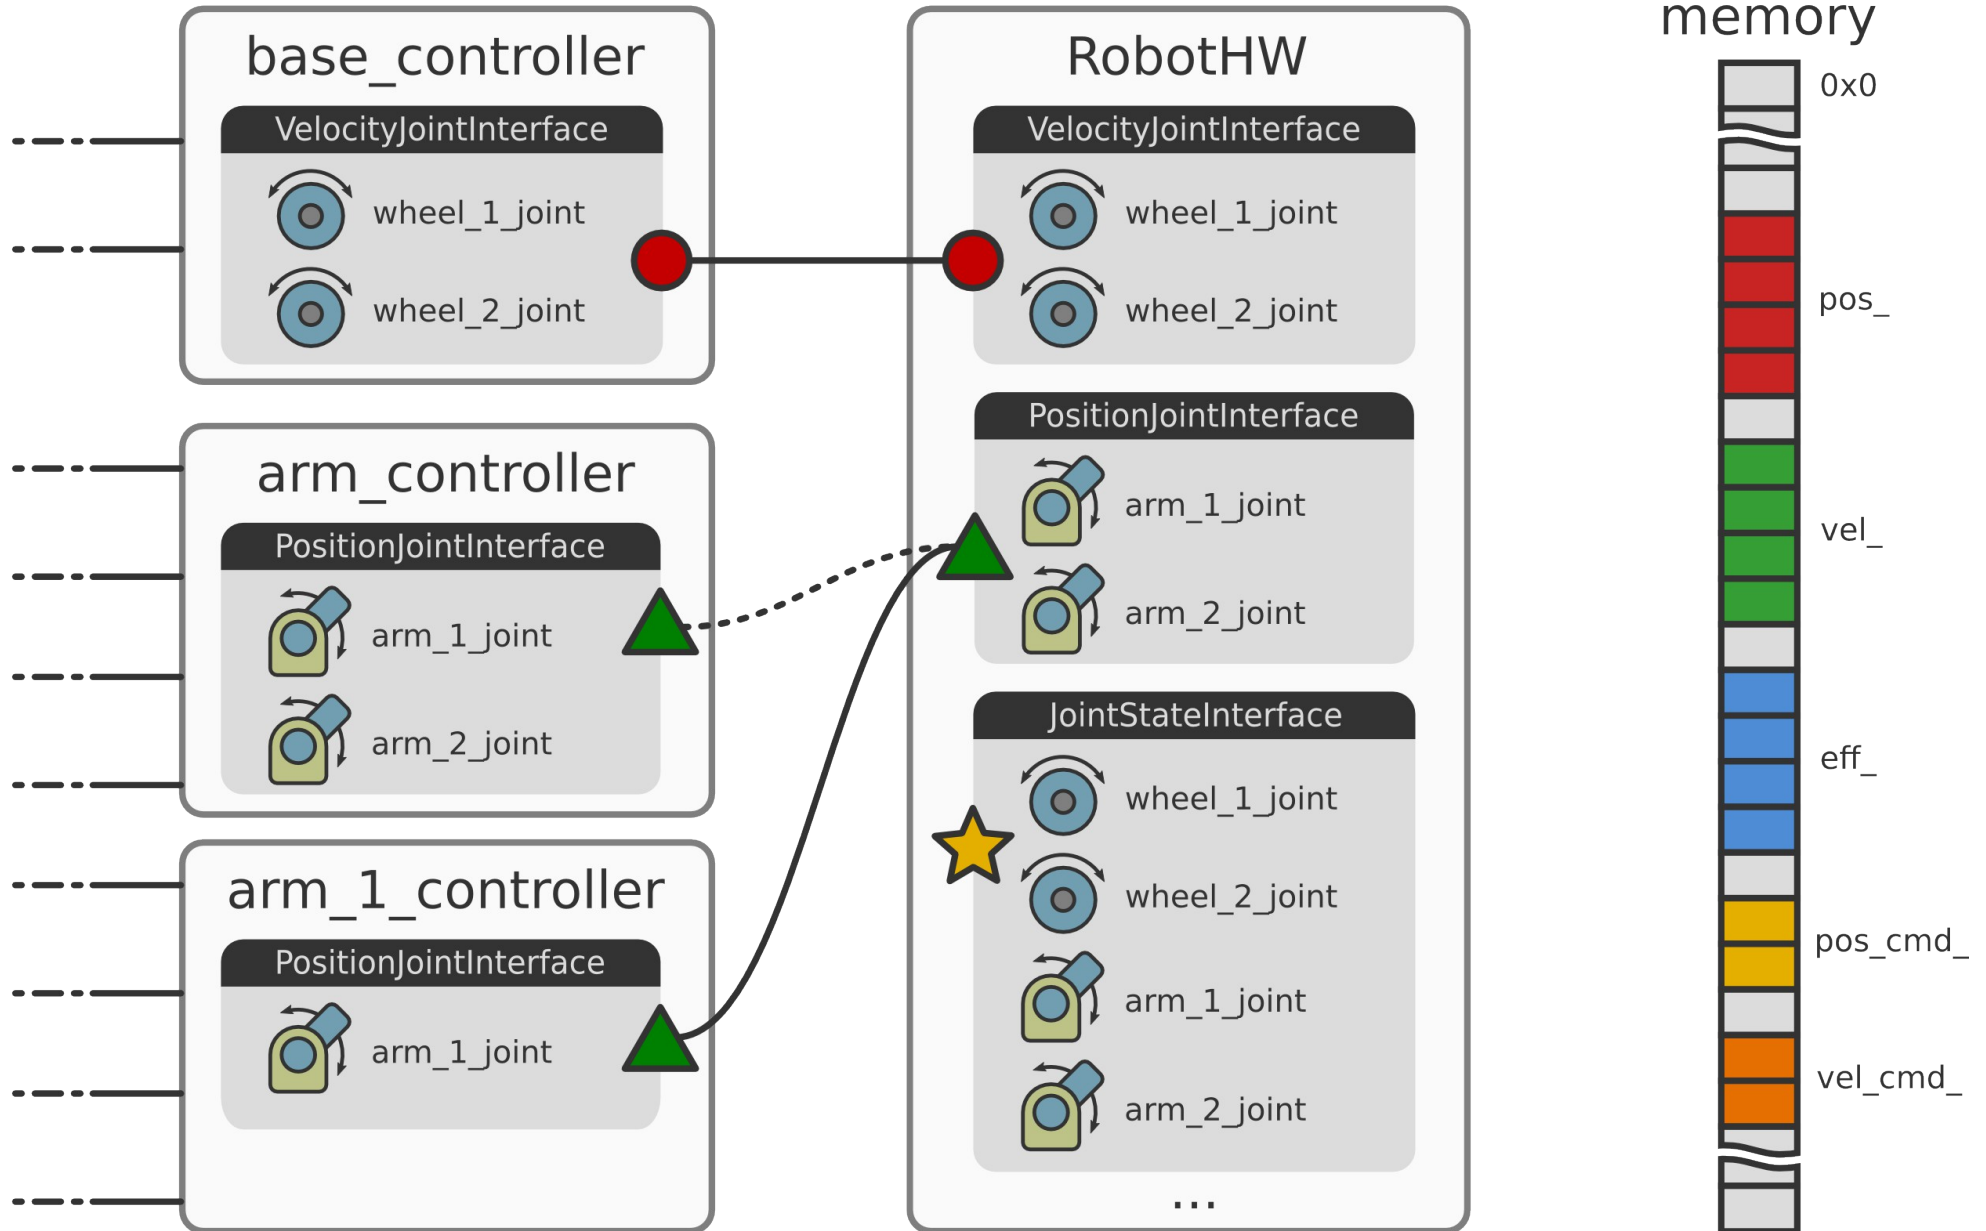 base_controller
VelocityJointInterface
wheel_1_joint
wheel_2_joint
arm_controller
PositionJointInterface
arm_1_joint
arm_2_joint
arm_1_controller
PositionJointInterface
arm_1_joint
RobotHW
VelocityJointInterface
wheel_1_joint
wheel_2_joint
PositionJointInterface
arm_1_joint
arm_2_joint
JointStateInterface
wheel_1_joint
wheel_2_joint
arm_1_joint
arm_2_joint
...
memory
0x0
pos_
vel_
eff_
pos_cmd_
vel_cmd_